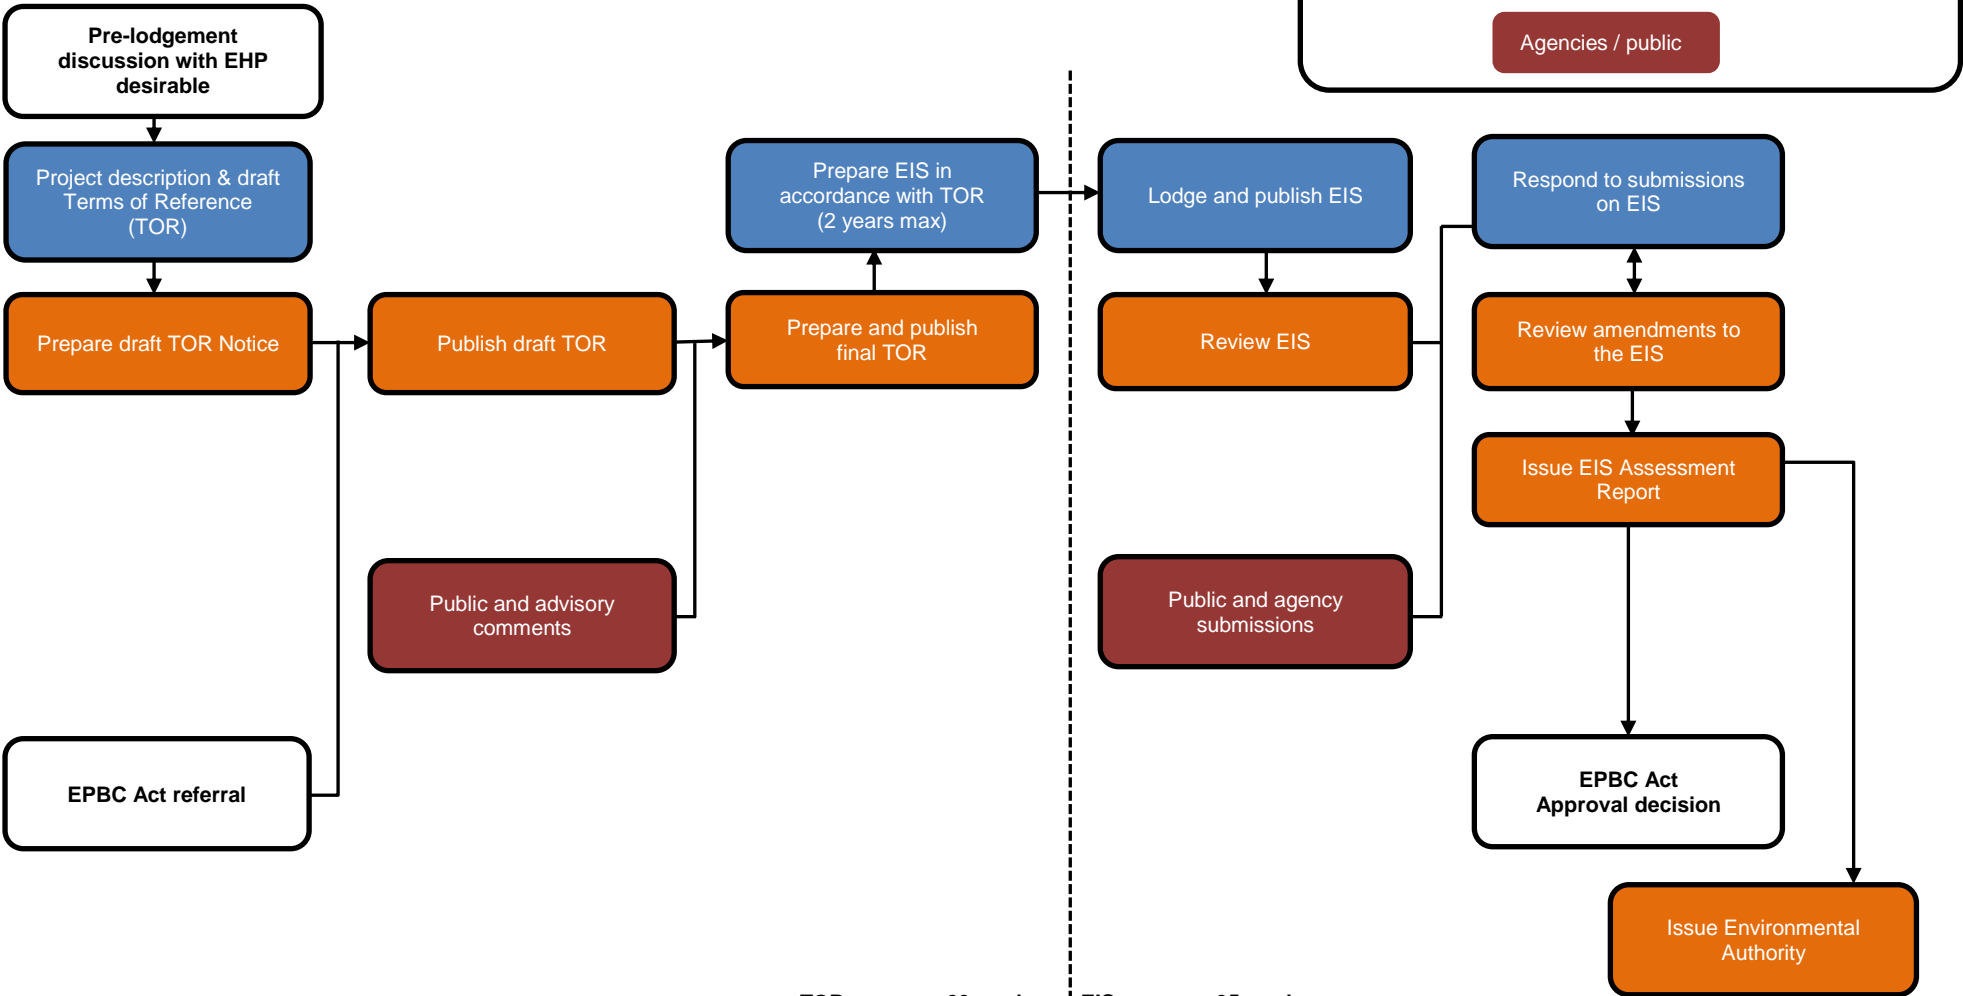 Pre-lodgement
discussion with EHP
desirable
Agencies / public
Project description & draft
Terms of Reference
(TOR)
Prepare EIS in
accordance with TOR
(2 years max)
Lodge and publish EIS
Respond to submissions
on EIS
Prepare draft TOR Notice
Publish draft TOR
Prepare and publish
final TOR
Review EIS
Review amendments to
the EIS
Issue EIS Assessment
Report
Public and advisory
comments
Public and agency
submissions
EPBC Act referral
EPBC Act
Approval decision
Issue Environmental
Authority